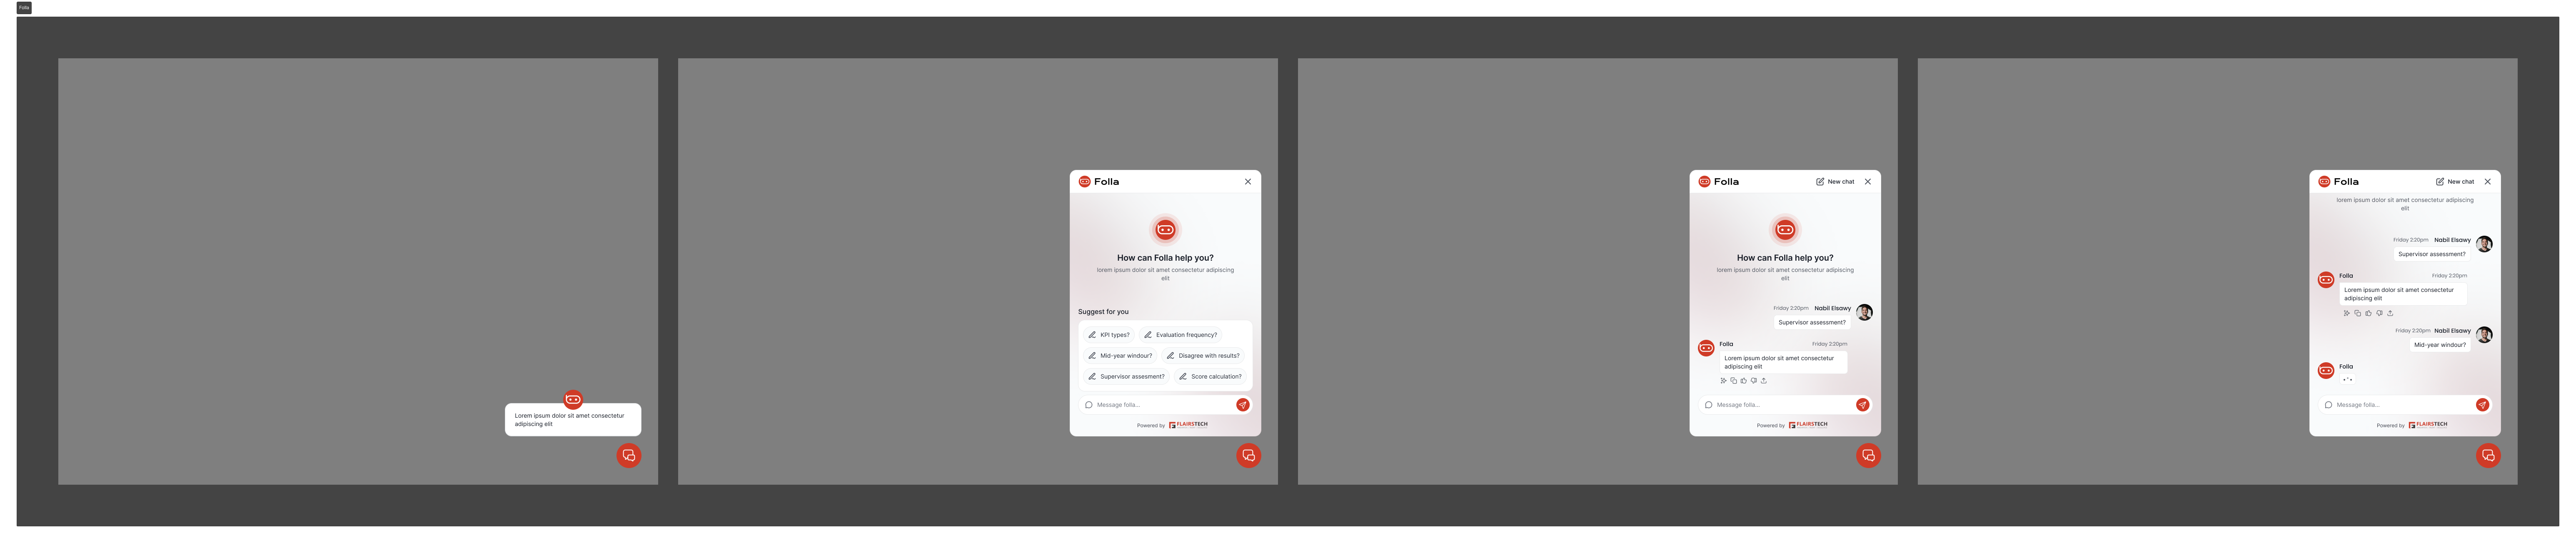 Folla
Lorem ipsum dolor sit amet consectetur
adipiscing elit
Folla
How can Folla help you?
lorem ipsum dolor sit amet consectetur adipiscing
elit
Suggest for you
KPI types?
Evaluation frequency?
Mid-year windour?
Disagree with results?
Supervisor assesment?
Score calculation?
Message folla...
Powered by FLAIRSTECH
Folla New chat
How can Folla help you?
lorem ipsum dolor sit amet consectetur adipiscing
elit
Friday 2:20pm Nabil Elsawy
Supervisor assessment?
Folla Friday 2:20pm
Lorem ipsum dolor sit amet consectetur
adipiscing elit
Message folla...
Powered by FLAIRSTECH
Folla New chat
lorem ipsum dolor sit amet consectetur adipiscing
elit
Friday 2:20pm Nabil Elsawy
Supervisor assessment?
Folla Friday 2:20pm
Lorem ipsum dolor sit amet consectetur
adipiscing elit
Friday 2:20pm Nabil Elsawy
Mid-year windour?
Folla
Message folla...
Powered by FLAIRSTECH